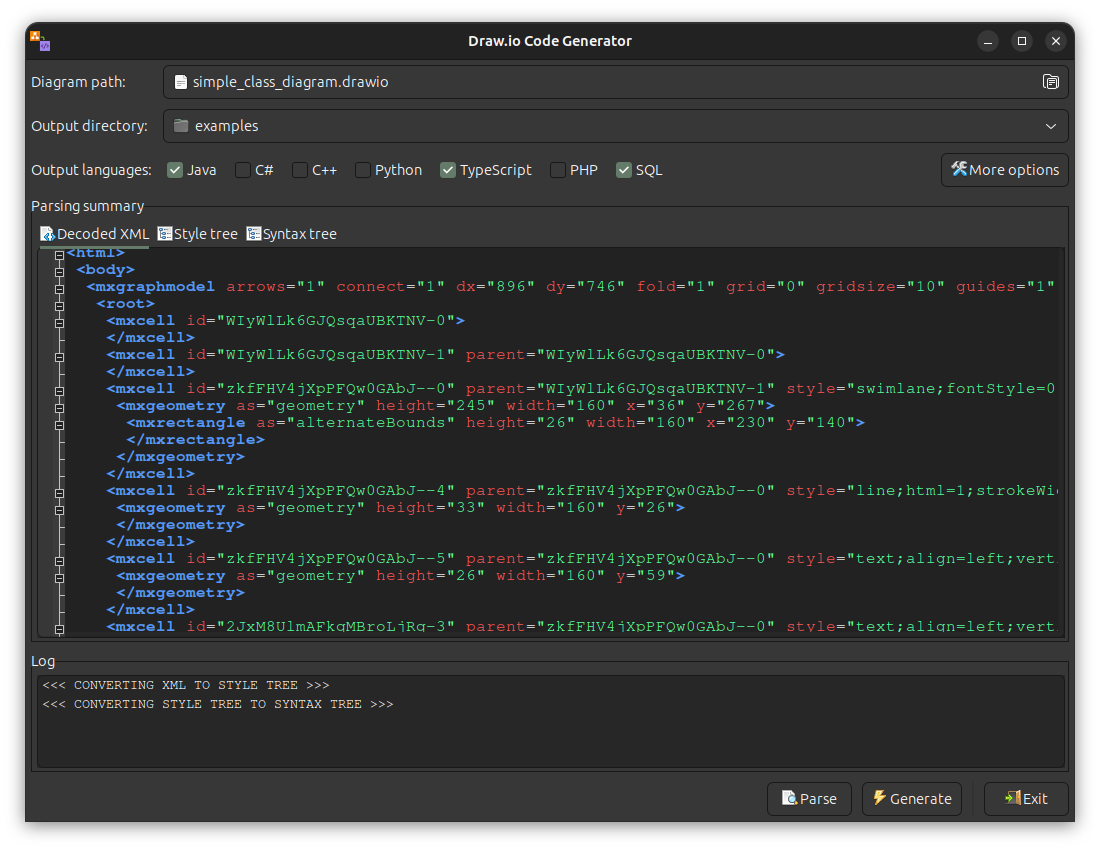 Draw.io Code Generator
Diagram path: simple_class_diagram.drawio
Output directory: examples
Output languages: Java C# C++ Python TypeScript PHP SQL More options
Parsing summary
Decoded XML Style tree Syntax tree
<html>
<body>
<mxgraphmodel arrows="1" connect="1" dx="896" dy="746" fold="1" grid="0" gridsize="10" guides="1"
<root>
<mxcell id="WIyWlLk6GJQsqaUBKTNV-0">
</mxcell>
<mxcell id="WIyWlLk6GJQsqaUBKTNV-1" parent="WIyWlLk6GJQsqaUBKTNV-0">
</mxcell>
<mxcell id="zkfFHV4jXpPFQw0GAbJ--0" parent="WIyWlLk6GJQsqaUBKTNV-1" style="swimlane;fontStyle=0
<mxgeometry as="geometry" height="245" width="160" x="36" y="267">
<mxrectangle as="alternateBounds" height="26" width="160" x="230" y="140">
</mxrectangle>
</mxgeometry>
</mxcell>
<mxcell id="zkfFHV4jXpPFQw0GAbJ--4" parent="zkfFHV4jXpPFQw0GAbJ--0" style="line;html=1;strokeWi
<mxgeometry as="geometry" height="33" width="160" y="26">
</mxgeometry>
</mxcell>
<mxcell id="zkfFHV4jXpPFQw0GAbJ--5" parent="zkfFHV4jXpPFQw0GAbJ--0" style="text;align=left;vert
<mxgeometry as="geometry" height="26" width="160" y="59">
</mxgeometry>
</mxcell>
<mxcell id="2JxM8UlmAFkgMBroLjRg-3" parent="zkfFHV4jXpPFQw0GAbJ--0" style="text;align=left;vert
Log
<<< CONVERTING XML TO STYLE TREE >>>
<<< CONVERTING STYLE TREE TO SYNTAX TREE >>>
Parse Generate Exit